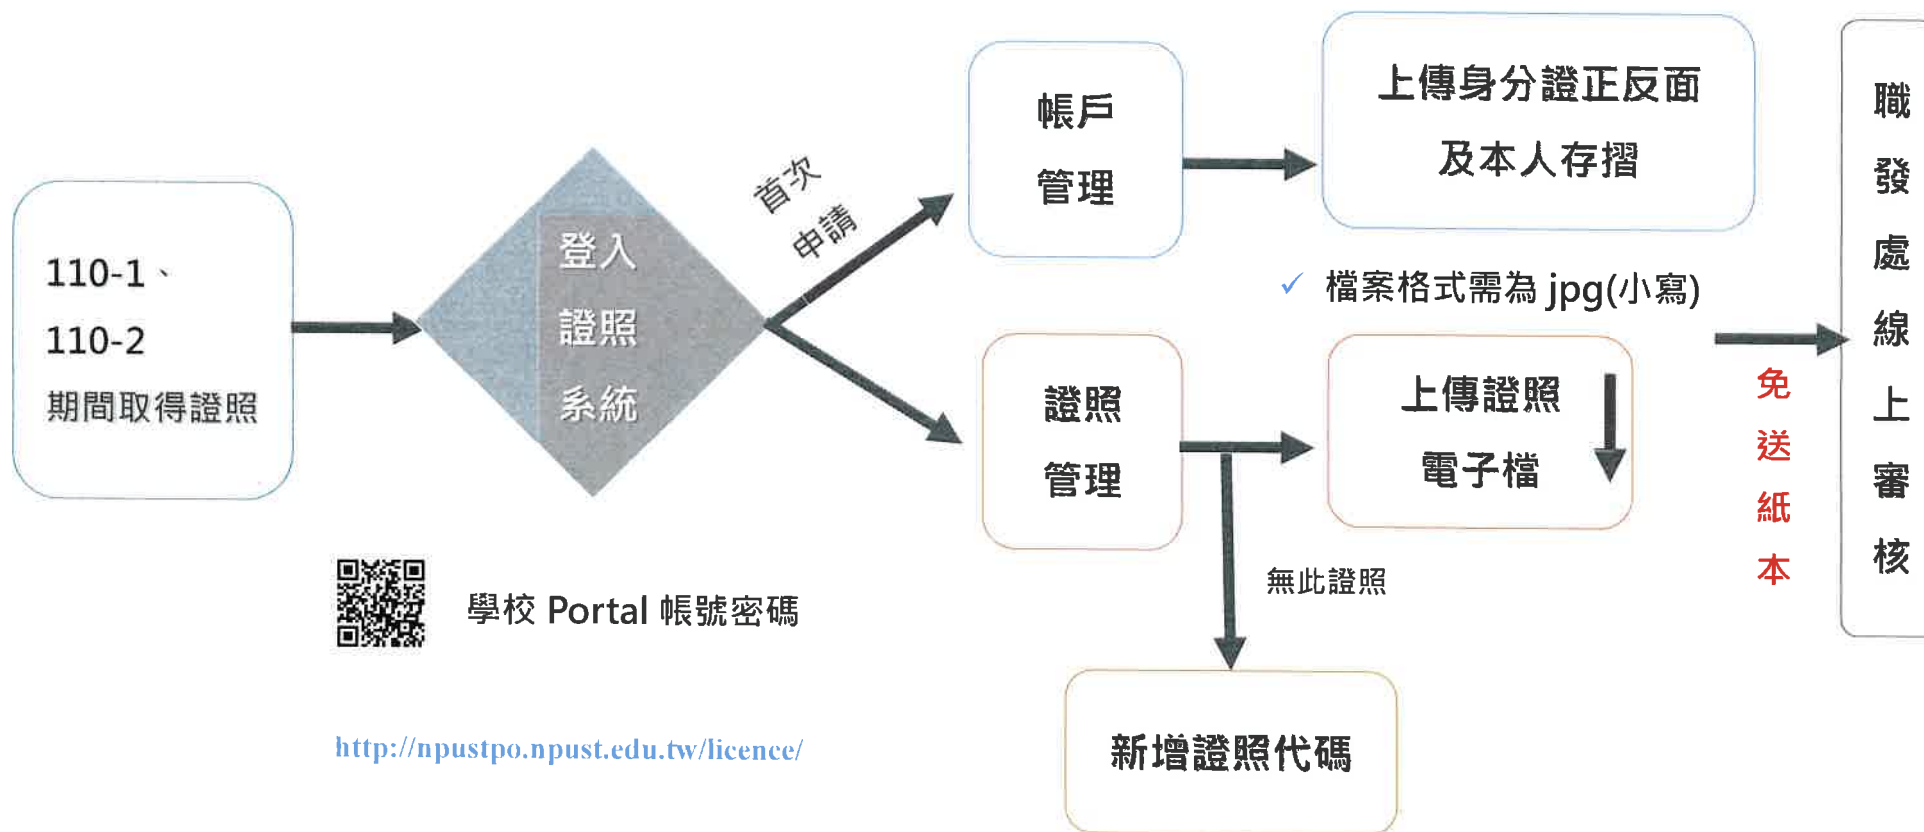 110-1、
110-2
期間取得證照
登入
證照
系統
首次
申請
帳戶
管理
上傳身分證正反面
及本人存摺
✓ 檔案格式需為 jpg(小寫)
證照
管理
上傳證照
電子檔
無此證照
新增證照代碼
免送紙本
職發處線上審核
學校 Portal 帳號密碼
http://npustpo.npust.edu.tw/licence/